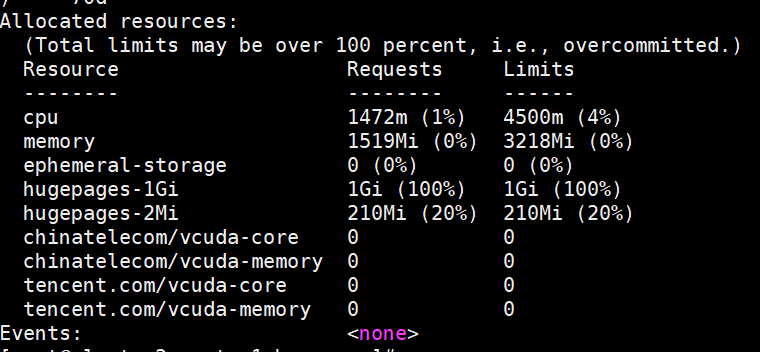 Allocated resources:
  (Total limits may be over 100 percent, i.e., overcommitted.)
  Resource                   Requests     Limits
  --------                   --------     ------
  cpu                        1472m (1%)   4500m (4%)
  memory                     1519Mi (0%)  3218Mi (0%)
  ephemeral-storage          0 (0%)       0 (0%)
  hugepages-1Gi              1Gi (100%)   1Gi (100%)
  hugepages-2Mi              210Mi (20%)  210Mi (20%)
  chinatelecom/vcuda-core    0            0
  chinatelecom/vcuda-memory  0            0
  tencent.com/vcuda-core     0            0
  tencent.com/vcuda-memory   0            0
Events:                      <none>